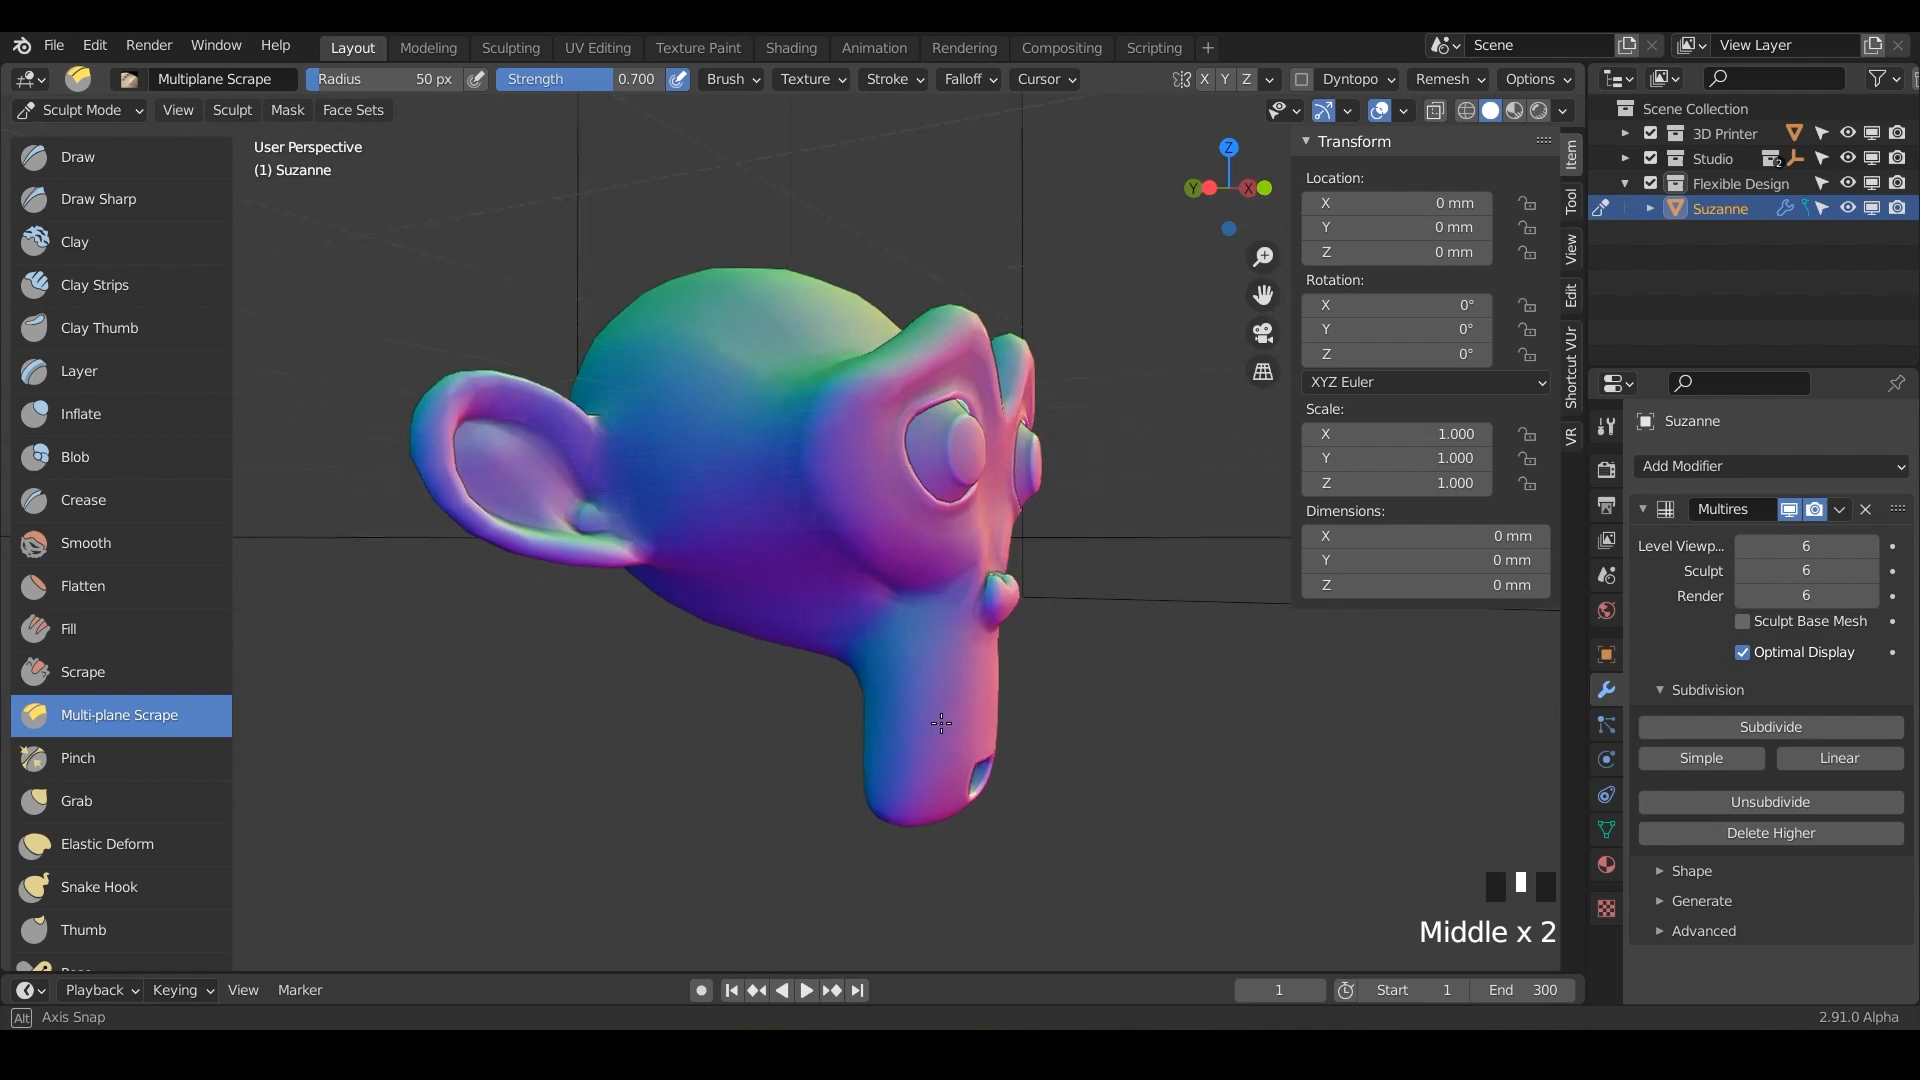 File Edit Render Window Help Layout Modeling Sculpting UV Editing Texture Paint Shading Animation Rendering Compositing Scripting + Scene View Layer
Multiplane Scrape Radius 50 px Strength 0.700 Brush Texture Stroke Falloff Cursor X Y Z Dyntopo Remesh Options
Sculpt Mode View Sculpt Mask Face Sets
Draw
Draw Sharp
Clay
Clay Strips
Clay Thumb
Layer
Inflate
Blob
Crease
Smooth
Flatten
Fill
Scrape
Multi-plane Scrape
Pinch
Grab
Elastic Deform
Snake Hook
Thumb
User Perspective
(1) Suzanne
Z
Y X
Transform
Location:
X 0 mm
Y 0 mm
Z 0 mm
Rotation:
X 0°
Y 0°
Z 0°
XYZ Euler
Scale:
X 1.000
Y 1.000
Z 1.000
Dimensions:
X 0 mm
Y 0 mm
Z 0 mm
Item
Tool
View
Edit
Shortcut VUr
VR
Scene Collection
3D Printer
Studio 2
Flexible Design
Suzanne
Suzanne
Add Modifier
Multires
Level Viewp... 6
Sculpt 6
Render 6
Sculpt Base Mesh
Optimal Display
Subdivision
Subdivide
Simple Linear
Unsubdivide
Delete Higher
Shape
Generate
Advanced
Middle x 2
Playback Keying View Marker 1 Start 1 End 300
Alt Axis Snap 2.91.0 Alpha